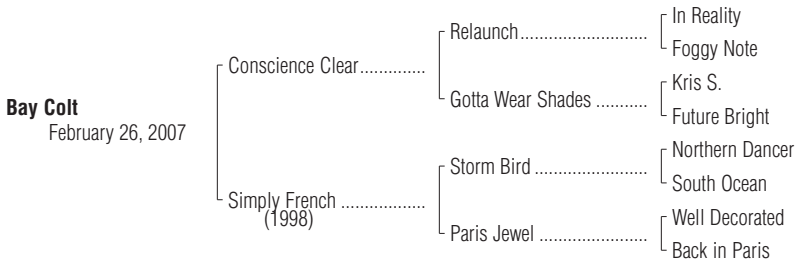 In Reality
Relaunch...........................
Foggy Note
Conscience Clear..............
Kris S.
Gotta Wear Shades ...........
Bay Colt
Future Bright
February 26, 2007
Northern Dancer
Storm Bird ........................
South Ocean
Simply French ..................
(1998)
Well Decorated
Paris Jewel .......................
Back in Paris